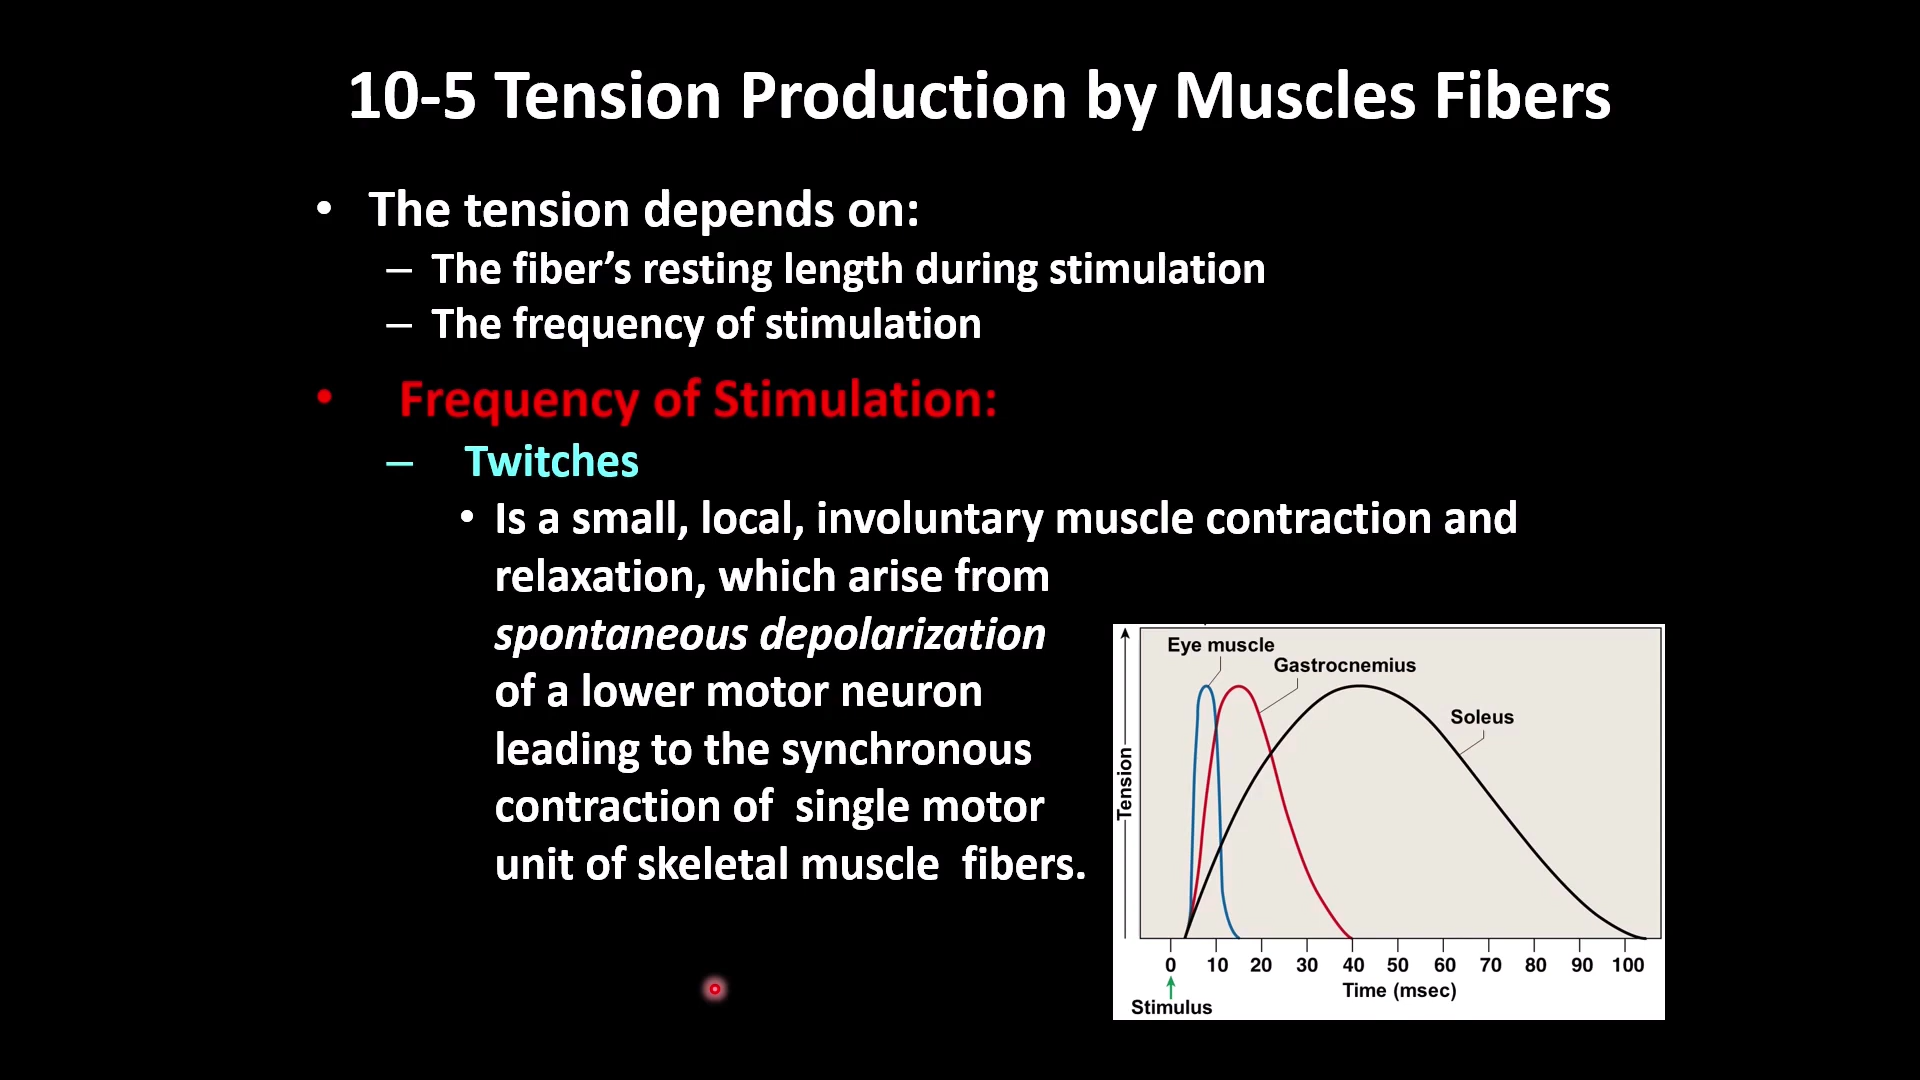 10-5 Tension Production by Muscles Fibers
• The tension depends on:
– The fiber’s resting length during stimulation
– The frequency of stimulation
• Frequency of Stimulation:
– Twitches
• Is a small, local, involuntary muscle contraction and
relaxation, which arise from
spontaneous depolarization
of a lower motor neuron
leading to the synchronous
contraction of single motor
unit of skeletal muscle fibers.
Eye muscle
Gastrocnemius
Soleus
Tension
0 10 20 30 40 50 60 70 80 90 100
Time (msec)
Stimulus